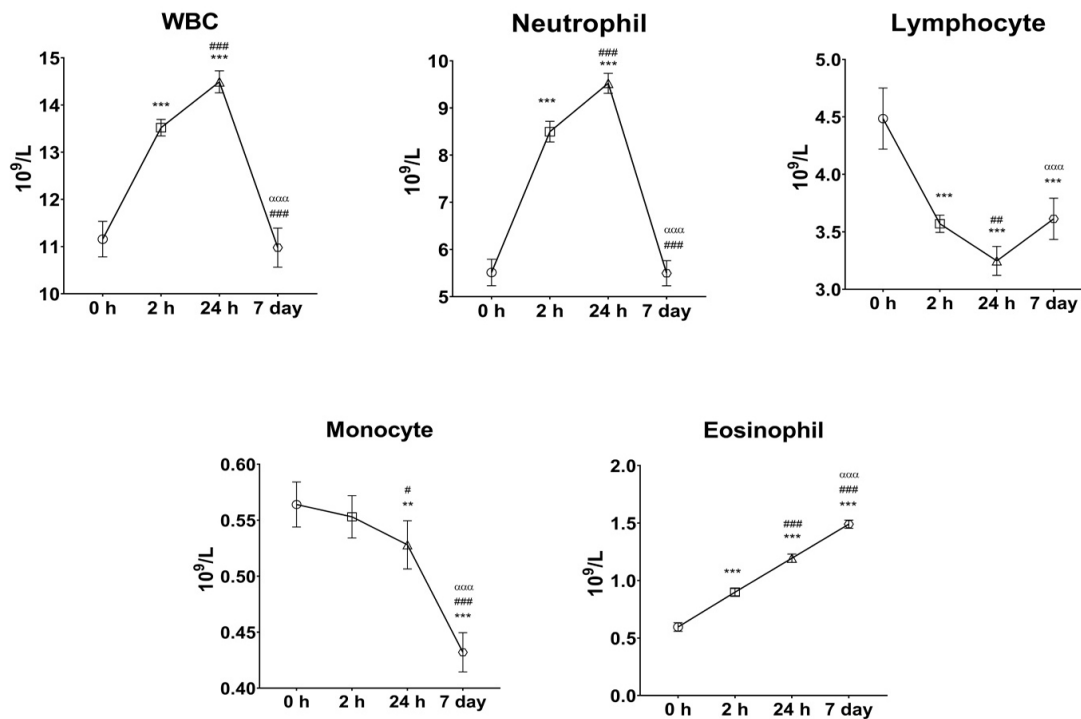 WBC
###
***
***
ααα
###
15
14
13
12
11
10
10⁹/L
0 h 2 h 24 h 7 day
Neutrophil
###
***
***
ααα
###
10
9
8
7
6
5
10⁹/L
0 h 2 h 24 h 7 day
Lymphocyte
***
##
***
ααα
***
5.0
4.5
4.0
3.5
3.0
10⁹/L
0 h 2 h 24 h 7 day
Monocyte
#
**
ααα
###
***
0.60
0.55
0.50
0.45
0.40
10⁹/L
0 h 2 h 24 h 7 day
Eosinophil
***
###
***
ααα
###
***
2.0
1.5
1.0
0.5
0.0
10⁹/L
0 h 2 h 24 h 7 day